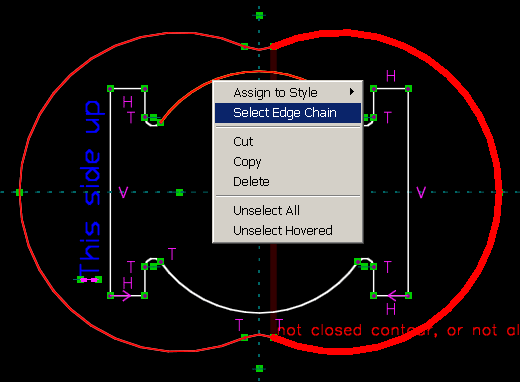 H
H
Assign to Style
Select Edge Chain
Cut
Copy
Delete
Unselect All
Unselect Hovered
T
T
This side up
V
V
T
T
T
H
H
T
T
not closed contour, or not al